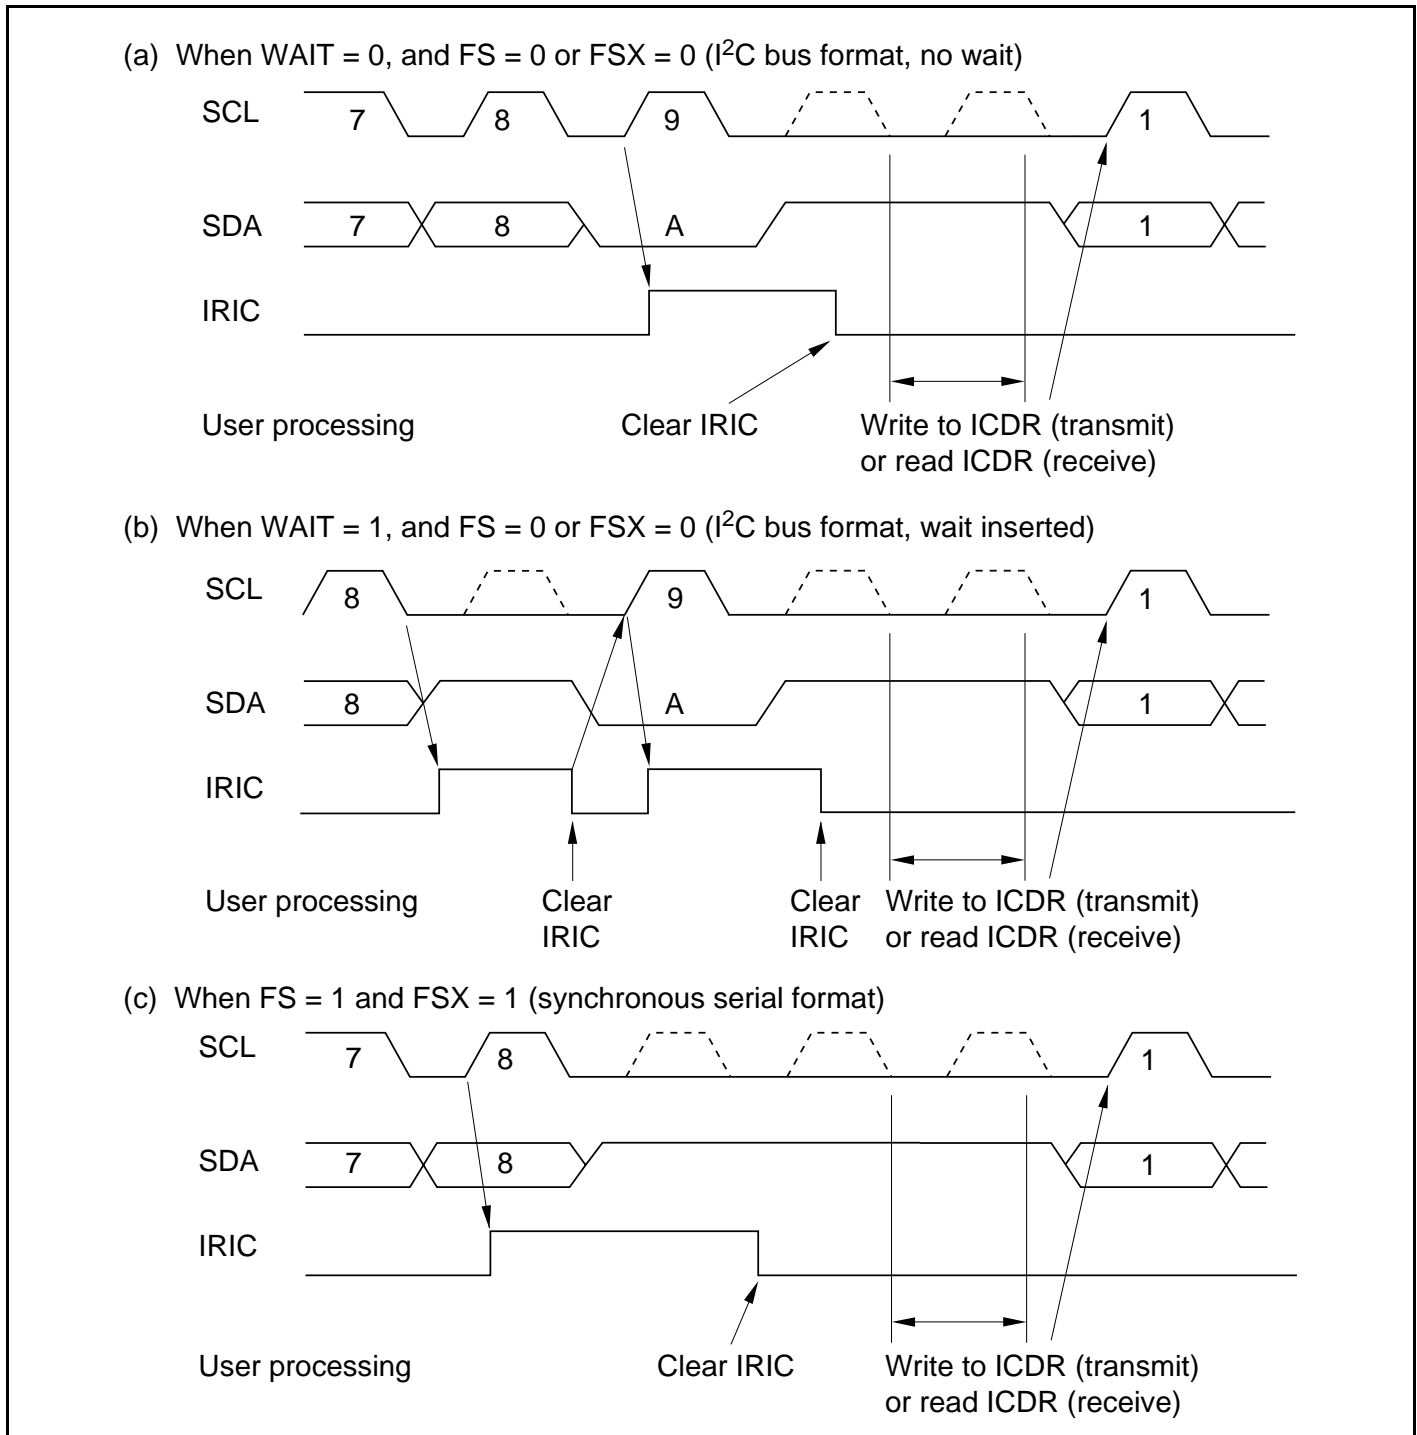 (a) When WAIT = 0, and FS = 0 or FSX = 0 (I²C bus format, no wait)
SCL 7 8 9 1
SDA 7 8 A 1
IRIC
User processing Clear IRIC Write to ICDR (transmit)
or read ICDR (receive)
(b) When WAIT = 1, and FS = 0 or FSX = 0 (I²C bus format, wait inserted)
SCL 8 9 1
SDA 8 A 1
IRIC
User processing Clear Clear Write to ICDR (transmit)
IRIC IRIC or read ICDR (receive)
(c) When FS = 1 and FSX = 1 (synchronous serial format)
SCL 7 8 1
SDA 7 8 1
IRIC
User processing Clear IRIC Write to ICDR (transmit)
or read ICDR (receive)